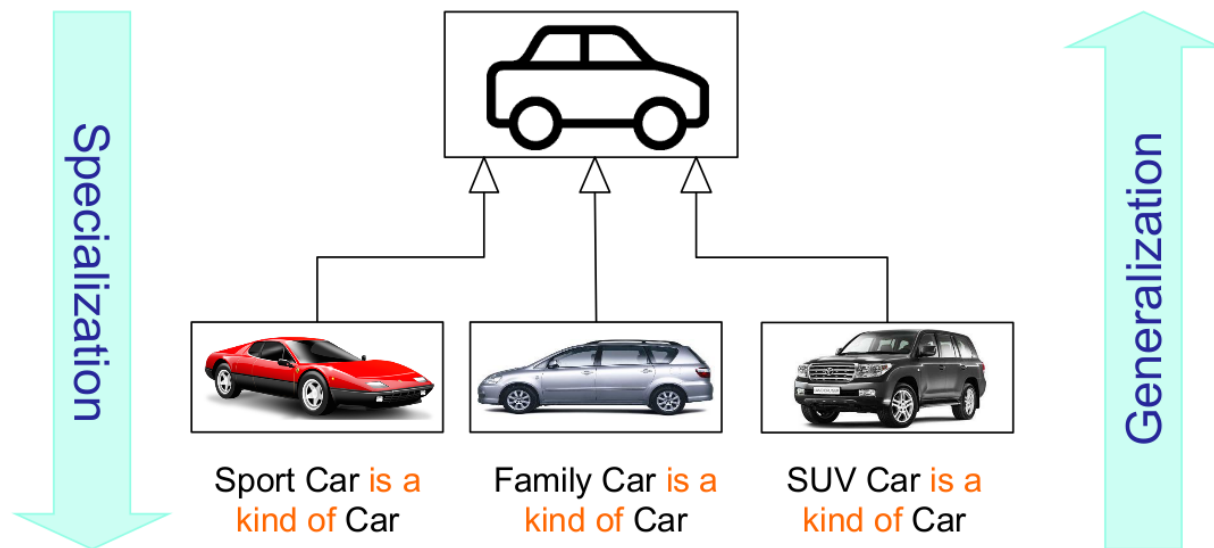 Specialization
Generalization
Sport Car is a
kind of Car
Family Car is a
kind of Car
SUV Car is a
kind of Car